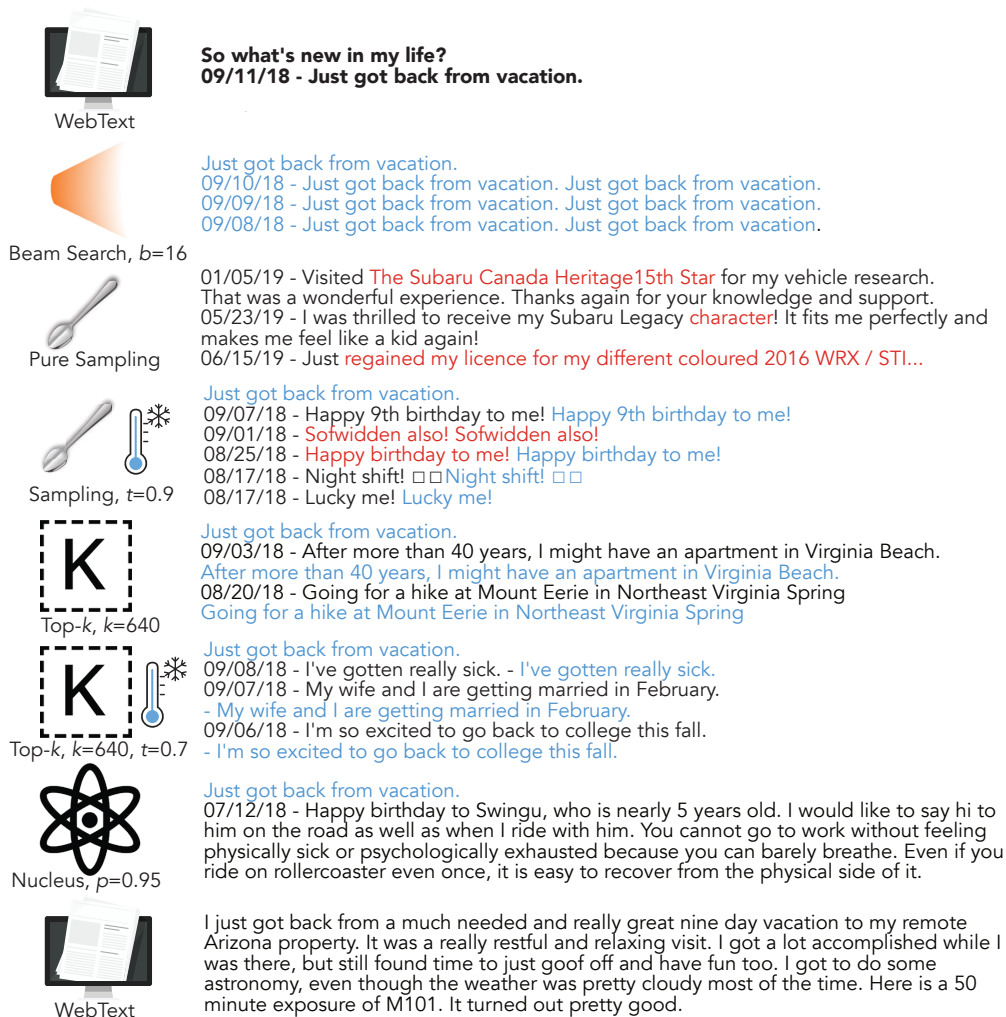 So what's new in my life?
09/11/18 - Just got back from vacation.
WebText
Just got back from vacation.
09/10/18 - Just got back from vacation. Just got back from vacation.
09/09/18 - Just got back from vacation. Just got back from vacation.
09/08/18 - Just got back from vacation. Just got back from vacation.
Beam Search, b=16
01/05/19 - Visited The Subaru Canada Heritage15th Star for my vehicle research.
That was a wonderful experience. Thanks again for your knowledge and support.
05/23/19 - I was thrilled to receive my Subaru Legacy character! It fits me perfectly and
makes me feel like a kid again!
06/15/19 - Just regained my licence for my different coloured 2016 WRX / STI...
Pure Sampling
Just got back from vacation.
09/07/18 - Happy 9th birthday to me! Happy 9th birthday to me!
09/01/18 - Sofwidden also! Sofwidden also!
08/25/18 - Happy birthday to me! Happy birthday to me!
08/17/18 - Night shift! □□Night shift! □□
08/17/18 - Lucky me! Lucky me!
Sampling, t=0.9
Just got back from vacation.
09/03/18 - After more than 40 years, I might have an apartment in Virginia Beach.
After more than 40 years, I might have an apartment in Virginia Beach.
08/20/18 - Going for a hike at Mount Eerie in Northeast Virginia Spring
Going for a hike at Mount Eerie in Northeast Virginia Spring
K
Top-k, k=640
Just got back from vacation.
09/08/18 - I've gotten really sick. - I've gotten really sick.
09/07/18 - My wife and I are getting married in February.
- My wife and I are getting married in February.
09/06/18 - I'm so excited to go back to college this fall.
- I'm so excited to go back to college this fall.
K
Top-k, k=640, t=0.7
Just got back from vacation.
07/12/18 - Happy birthday to Swingu, who is nearly 5 years old. I would like to say hi to
him on the road as well as when I ride with him. You cannot go to work without feeling
physically sick or psychologically exhausted because you can barely breathe. Even if you
ride on rollercoaster even once, it is easy to recover from the physical side of it.
Nucleus, p=0.95
I just got back from a much needed and really great nine day vacation to my remote
Arizona property. It was a really restful and relaxing visit. I got a lot accomplished while I
was there, but still found time to just goof off and have fun too. I got to do some
astronomy, even though the weather was pretty cloudy most of the time. Here is a 50
minute exposure of M101. It turned out pretty good.
WebText